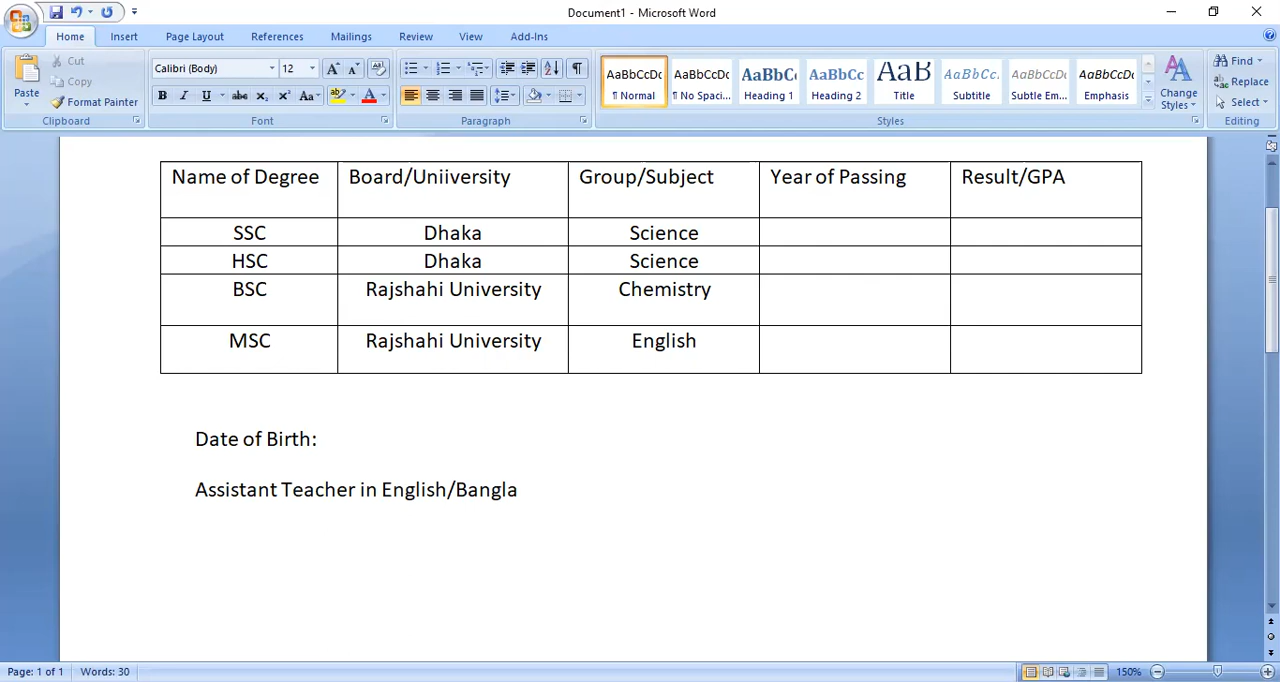 Document1 - Microsoft Word
Home Insert Page Layout References Mailings Review View Add-Ins
Paste
Cut
Copy
Format Painter
Clipboard
Calibri (Body) 12
Font
Paragraph
AaBbCcDc AaBbCcDc AaBbC AaBbCc AaB AaBbCc. AaBbCcDc AaBbCcDc
¶ Normal ¶ No Spaci... Heading 1 Heading 2 Title Subtitle Subtle Em... Emphasis
Styles
Change Styles
Find
Replace
Select
Editing
Name of Degree Board/Uniiversity Group/Subject Year of Passing Result/GPA
SSC Dhaka Science
HSC Dhaka Science
BSC Rajshahi University Chemistry
MSC Rajshahi University English
Date of Birth:
Assistant Teacher in English/Bangla
Page: 1 of 1 Words: 30 150%